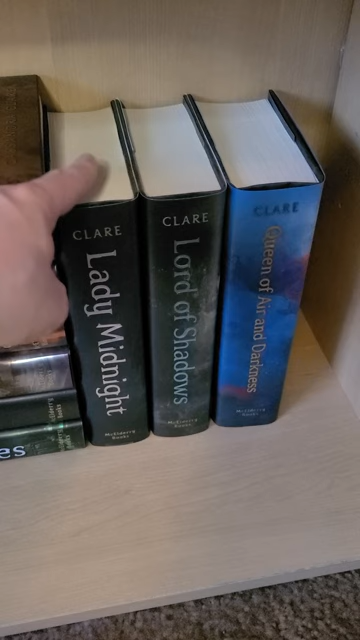 CLARE
Lady Midnight
McElderry
Books
CLARE
Lord of Shadows
McElderry
Books
CLARE
Queen of Air and Darkness
McElderry
Books
es